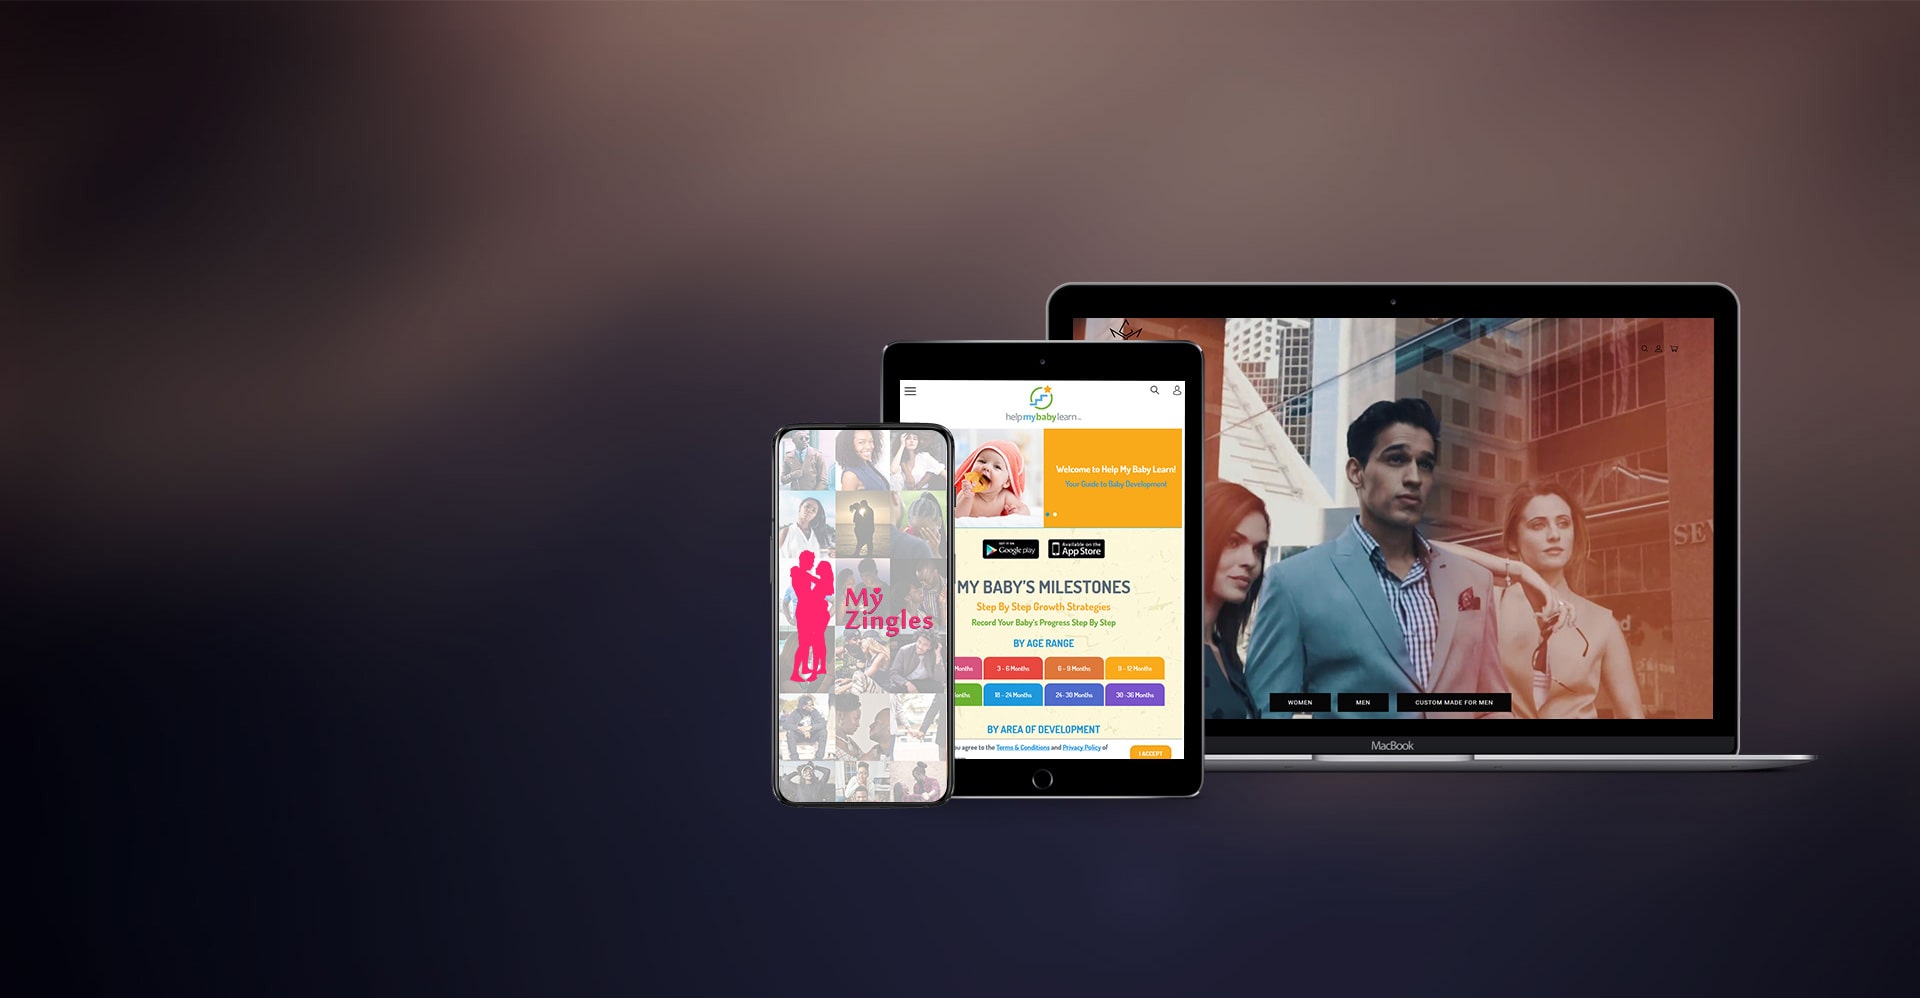 My
Zingles
helpmybabylearn
Welcome to Help My Baby Learn!
Your Guide to Baby Development
GET IT ON
Google play
Available on the
App Store
MY BABY'S MILESTONES
Step By Step Growth Strategies
Record Your Baby's Progress Step By Step
BY AGE RANGE
Months
3 - 6 Months
6 - 9 Months
9 - 12 Months
18 - 24 Months
24- 30 Months
30 -36 Months
BY AREA OF DEVELOPMENT
agree to the Terms & Conditions and Privacy Policy of
I ACCEPT
SEV
WOMEN
MEN
CUSTOM MADE FOR MEN
MacBook